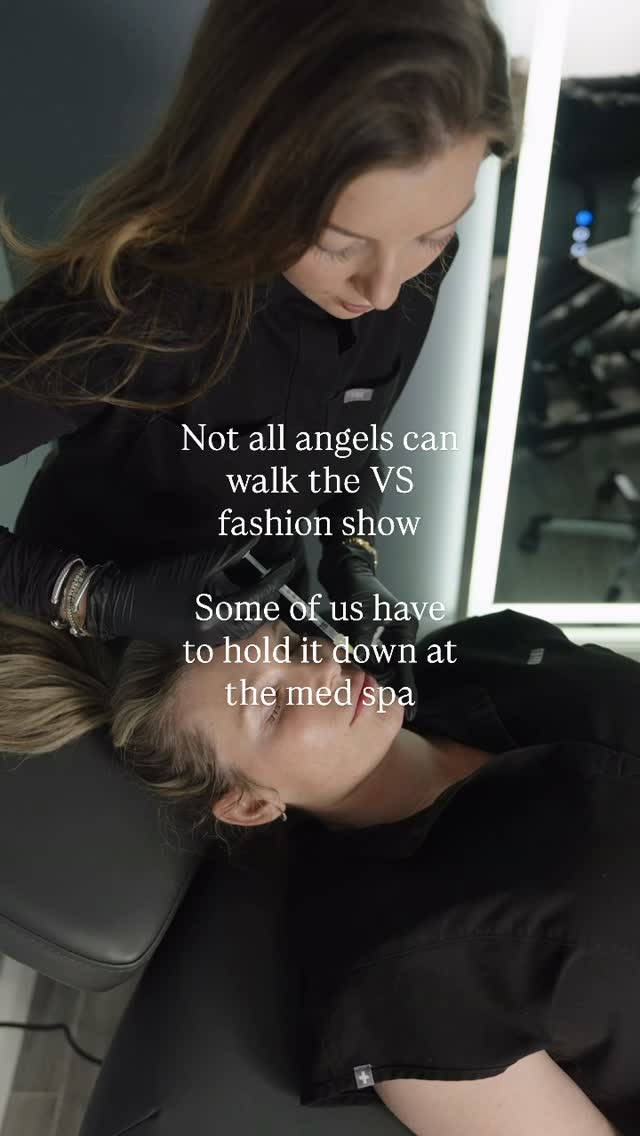 Not all angels can
walk the VS
fashion show
Some of us have
to hold it down at
the med spa